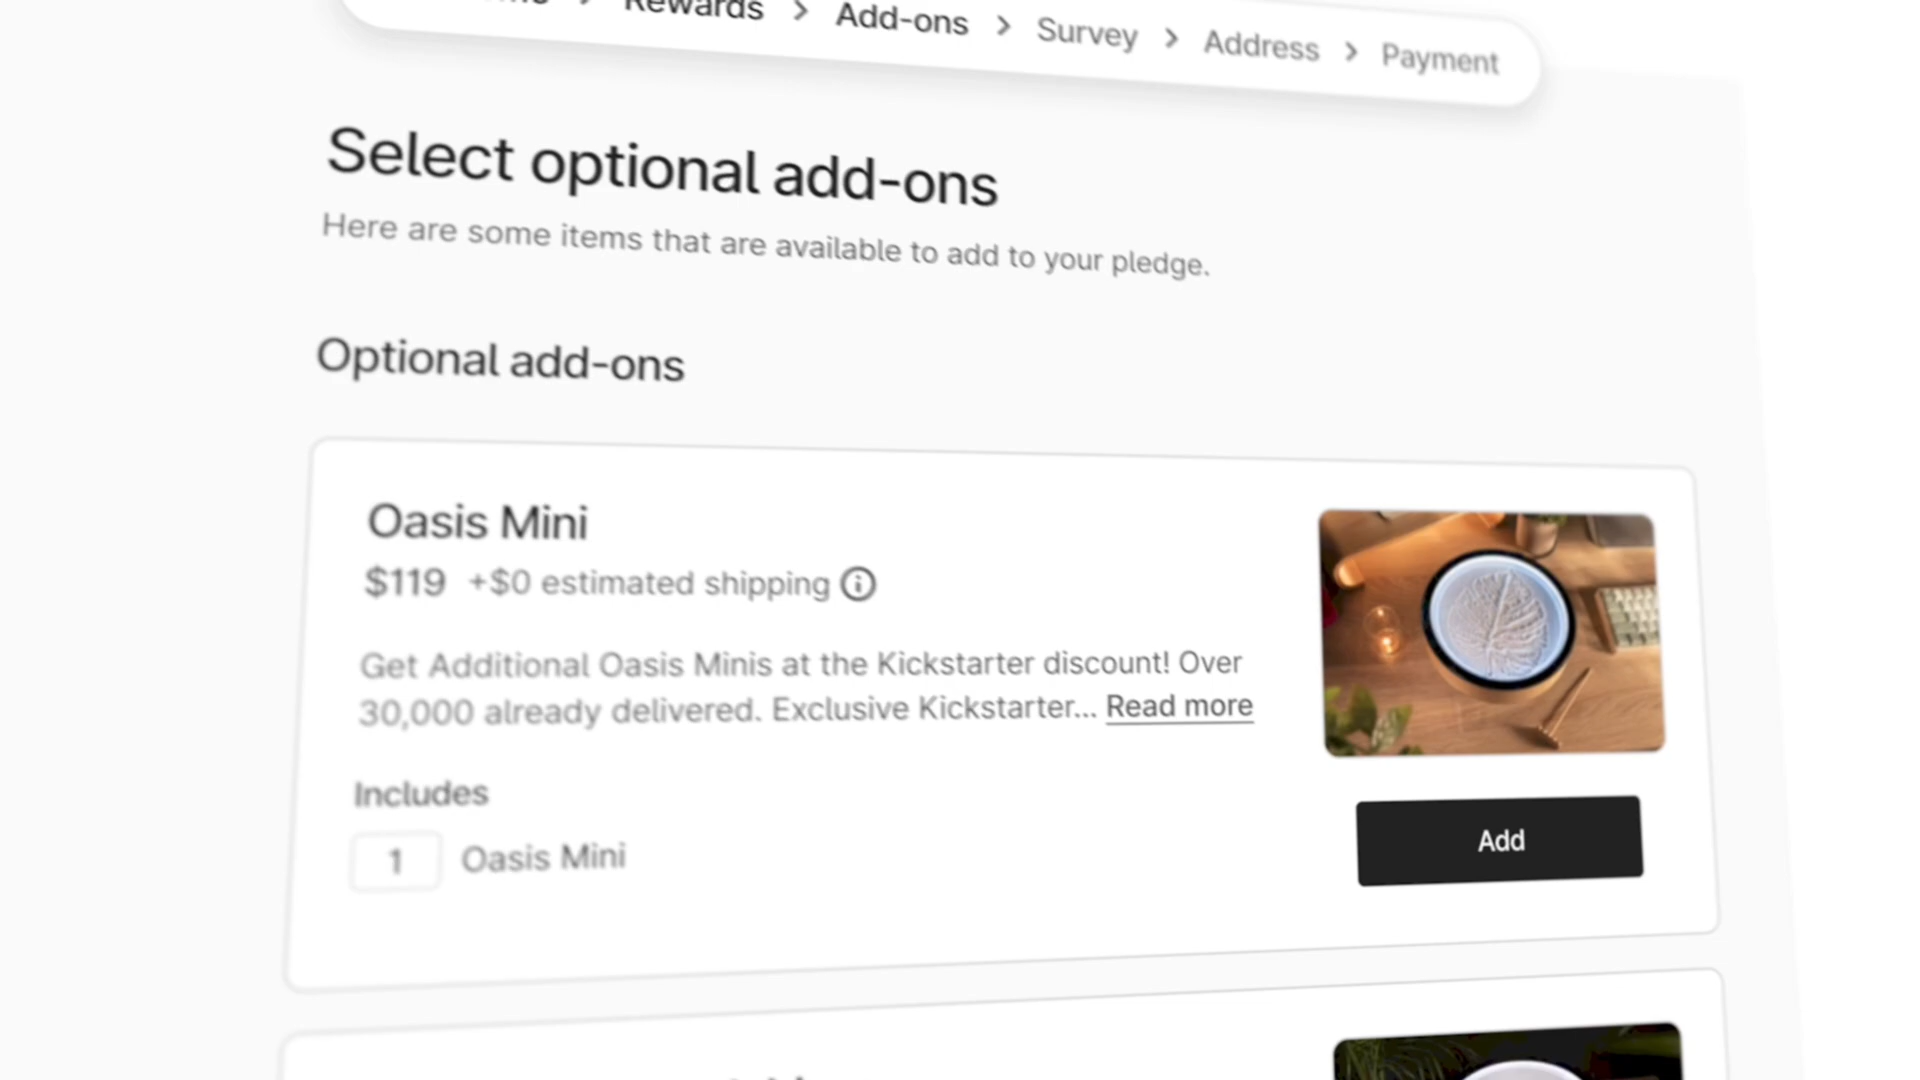 Rewards > Add-ons > Survey > Address > Payment
Select optional add-ons
Here are some items that are available to add to your pledge.
Optional add-ons
Oasis Mini
$119 +$0 estimated shipping
Get Additional Oasis Minis at the Kickstarter discount! Over
30,000 already delivered. Exclusive Kickstarter... Read more
Includes
1 Oasis Mini
Add